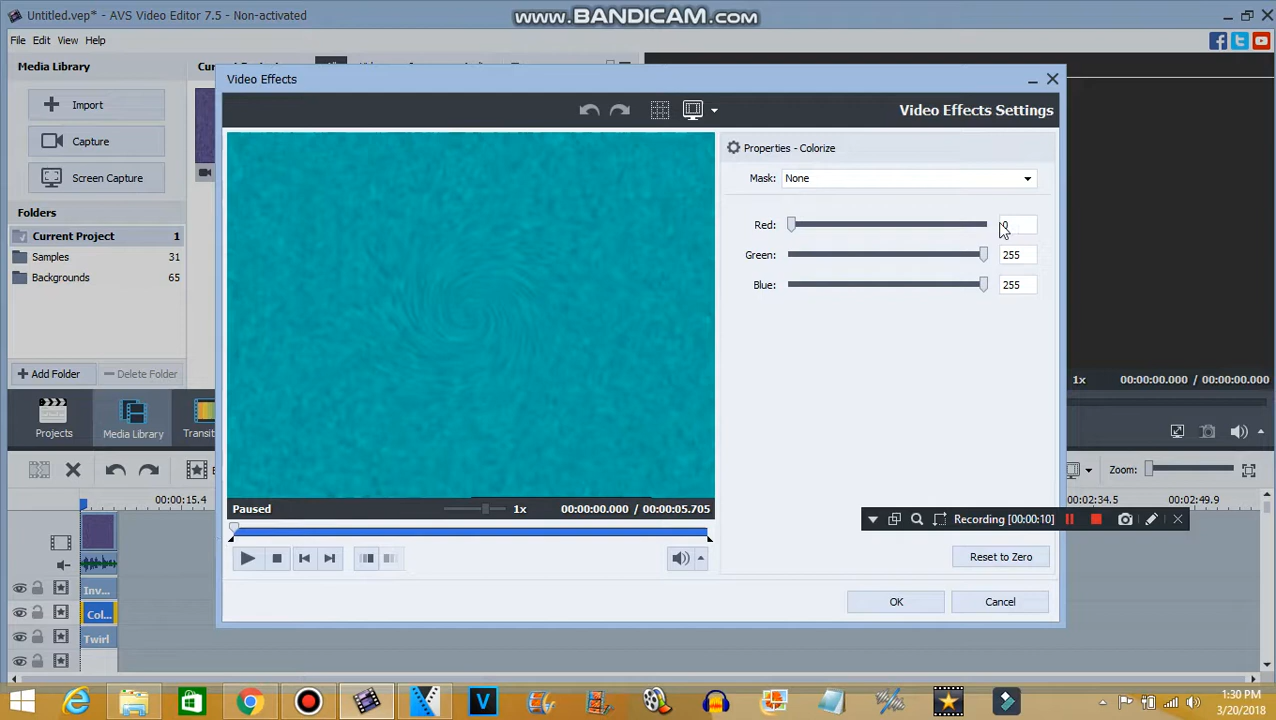 Untitled.vep* - AVS Video Editor 7.5 - Non-activated
www.BANDICAM.com
File Edit View Help
Media Library
Import
Capture
Screen Capture
Folders
Current Project 1
Samples 31
Backgrounds 65
Add Folder
Delete Folder
Projects
Media Library
Video Effects
Video Effects Settings
Properties - Colorize
Mask: None
Red: 0
Green: 255
Blue: 255
Paused
1x
00:00:00.000 / 00:00:05.705
Recording [00:00:10]
Reset to Zero
OK
Cancel
1x
00:00:00.000 / 00:00:00.000
Zoom:
00:00:15.4
00:02:34.5
00:02:49.9
Inv...
Col...
Twirl
1:30 PM
3/20/2018